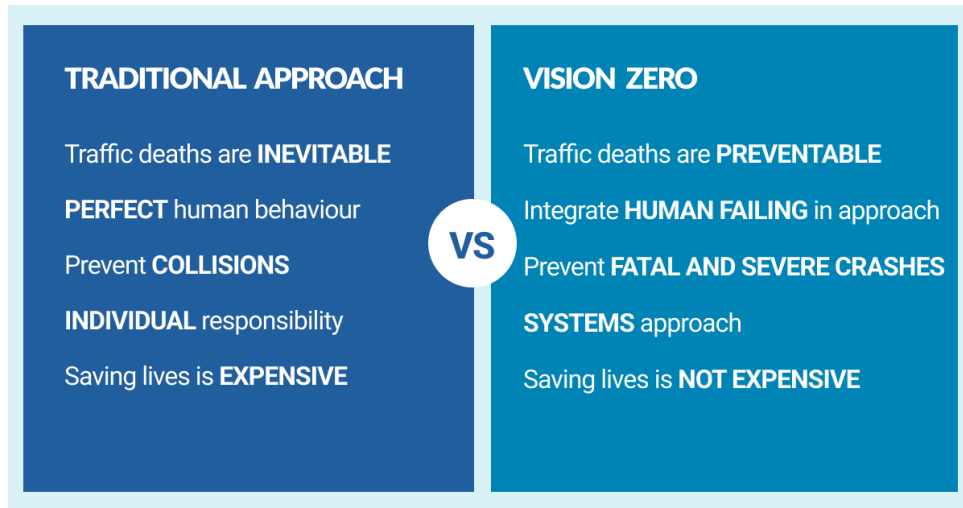 TRADITIONAL APPROACH
Traffic deaths are INEVITABLE
PERFECT human behaviour
Prevent COLLISIONS
INDIVIDUAL responsibility
Saving lives is EXPENSIVE
VS
VISION ZERO
Traffic deaths are PREVENTABLE
Integrate HUMAN FAILING in approach
Prevent FATAL AND SEVERE CRASHES
SYSTEMS approach
Saving lives is NOT EXPENSIVE